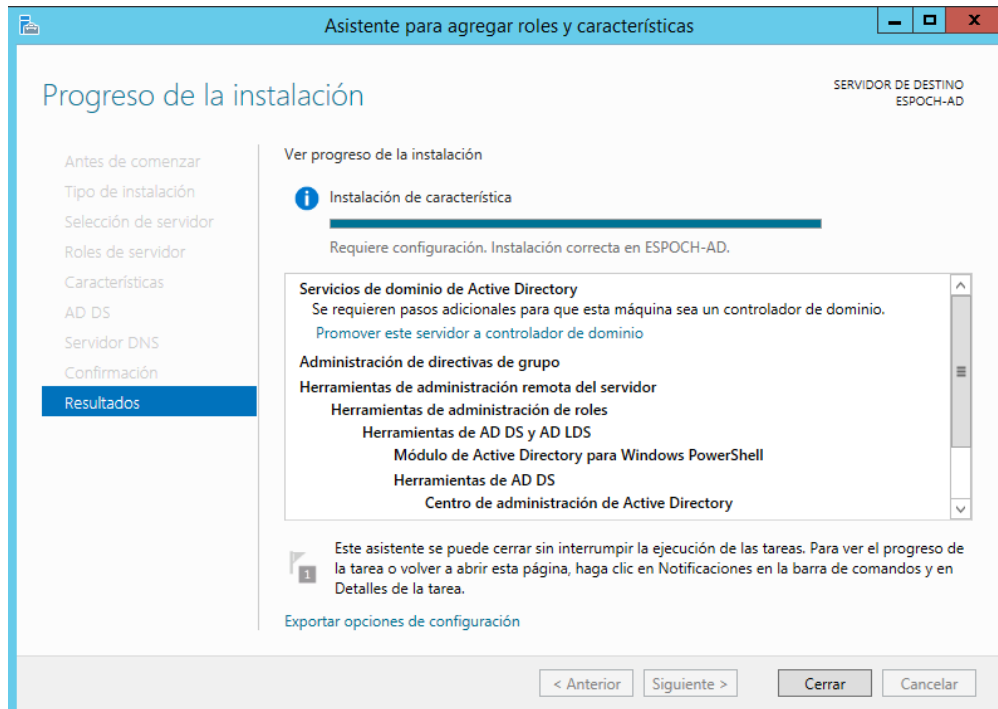 Asistente para agregar roles y características
Progreso de la instalación
SERVIDOR DE DESTINO
ESPOCH-AD
Antes de comenzar
Tipo de instalación
Selección de servidor
Roles de servidor
Características
AD DS
Servidor DNS
Confirmación
Resultados
Ver progreso de la instalación
Instalación de característica
Requiere configuración. Instalación correcta en ESPOCH-AD.
Servicios de dominio de Active Directory
Se requieren pasos adicionales para que esta máquina sea un controlador de dominio.
Promover este servidor a controlador de dominio
Administración de directivas de grupo
Herramientas de administración remota del servidor
Herramientas de administración de roles
Herramientas de AD DS y AD LDS
Módulo de Active Directory para Windows PowerShell
Herramientas de AD DS
Centro de administración de Active Directory
1
Este asistente se puede cerrar sin interrumpir la ejecución de las tareas. Para ver el progreso de
la tarea o volver a abrir esta página, haga clic en Notificaciones en la barra de comandos y en
Detalles de la tarea.
Exportar opciones de configuración
< Anterior
Siguiente >
Cerrar
Cancelar